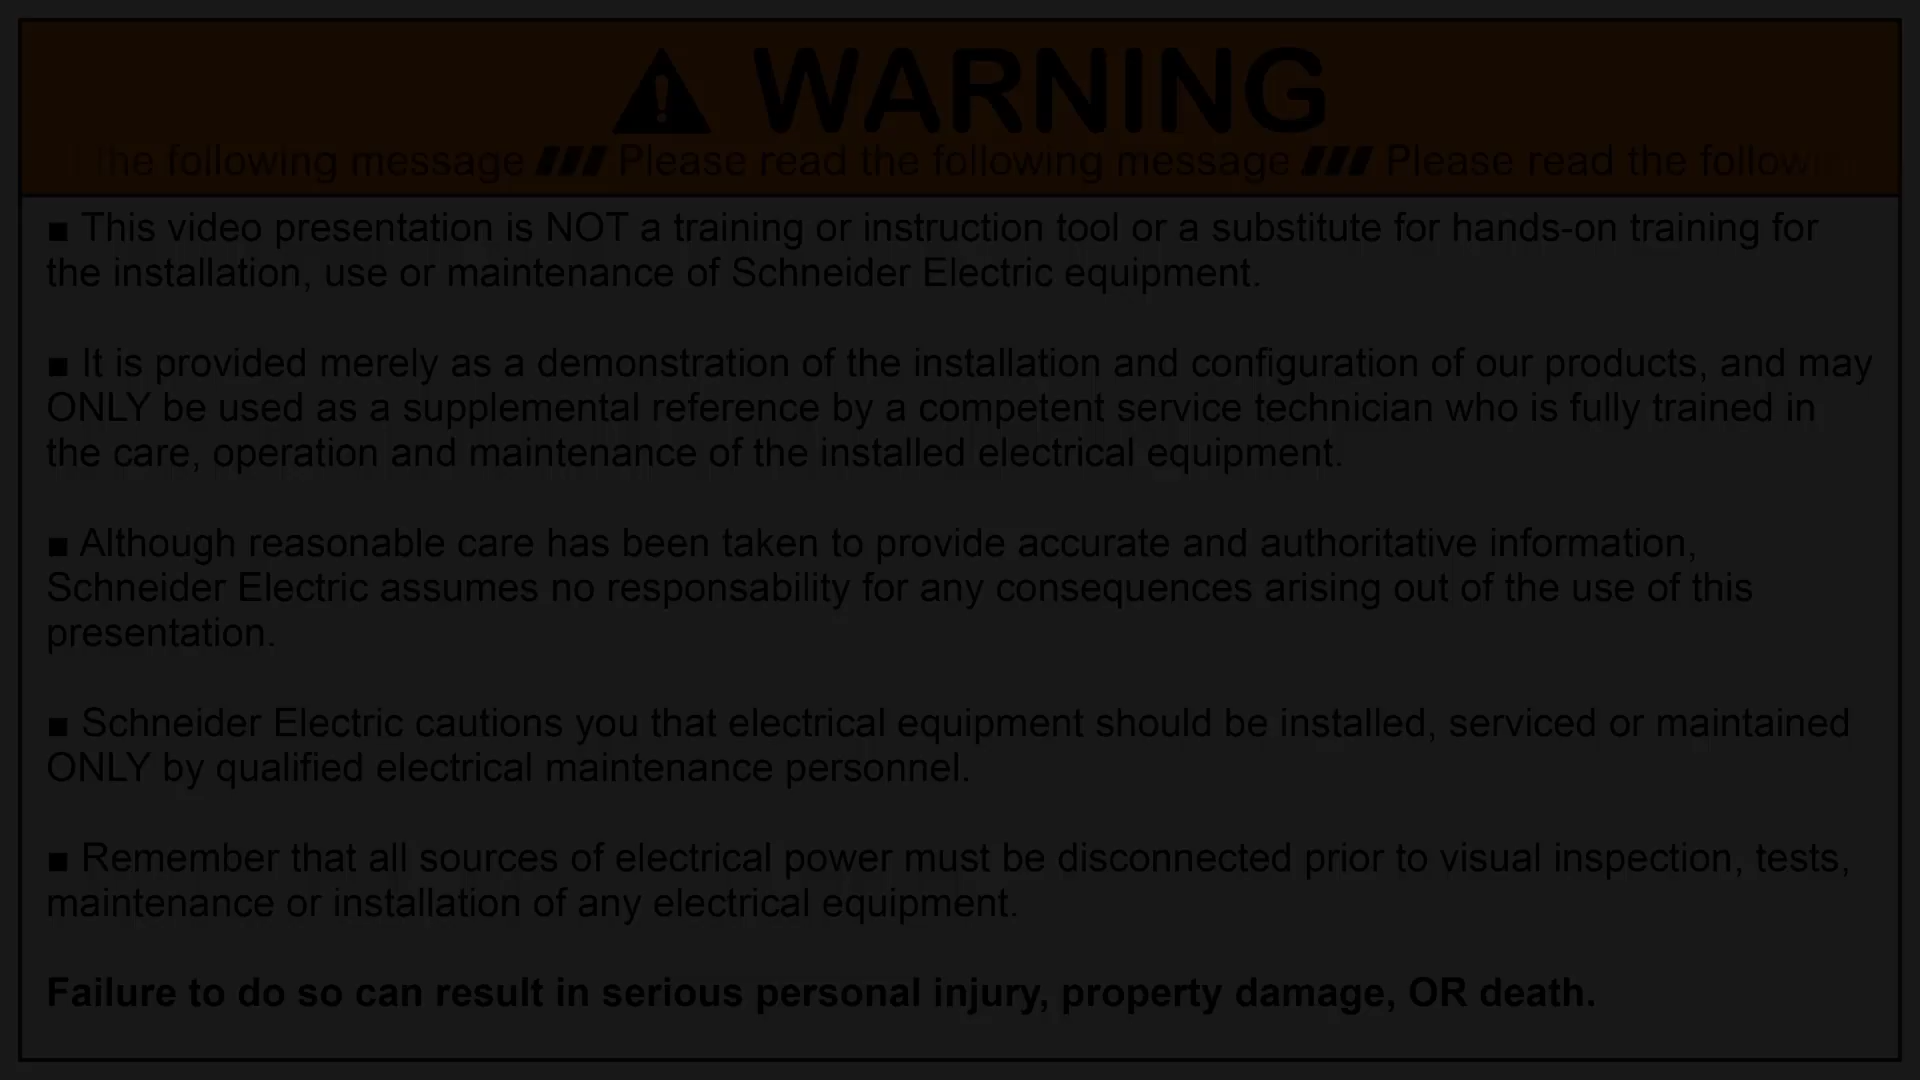 WARNING
the following message /// Please read the following message /// Please read the followin
■ This video presentation is NOT a training or instruction tool or a substitute for hands-on training for
the installation, use or maintenance of Schneider Electric equipment.
■ It is provided merely as a demonstration of the installation and configuration of our products, and may
ONLY be used as a supplemental reference by a competent service technician who is fully trained in
the care, operation and maintenance of the installed electrical equipment.
■ Although reasonable care has been taken to provide accurate and authoritative information,
Schneider Electric assumes no responsability for any consequences arising out of the use of this
presentation.
■ Schneider Electric cautions you that electrical equipment should be installed, serviced or maintained
ONLY by qualified electrical maintenance personnel.
■ Remember that all sources of electrical power must be disconnected prior to visual inspection, tests,
maintenance or installation of any electrical equipment.
Failure to do so can result in serious personal injury, property damage, OR death.